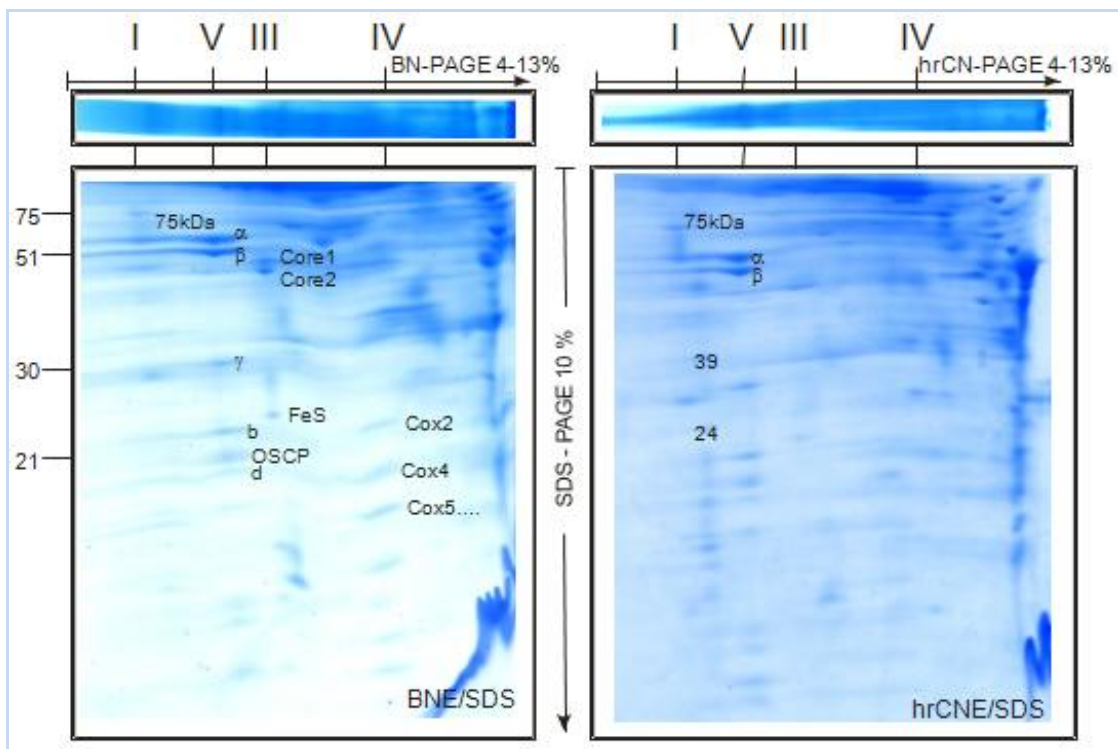 I V III IV
BN-PAGE 4-13%
I V III IV
hrCN-PAGE 4-13%
75
51
30
21
75kDa
α
β
Core1
Core2
γ
FeS
b
OSCP
d
Cox2
Cox4
Cox5....
BNE/SDS
SDS - PAGE 10 %
75kDa
α
β
39
24
hrCNE/SDS